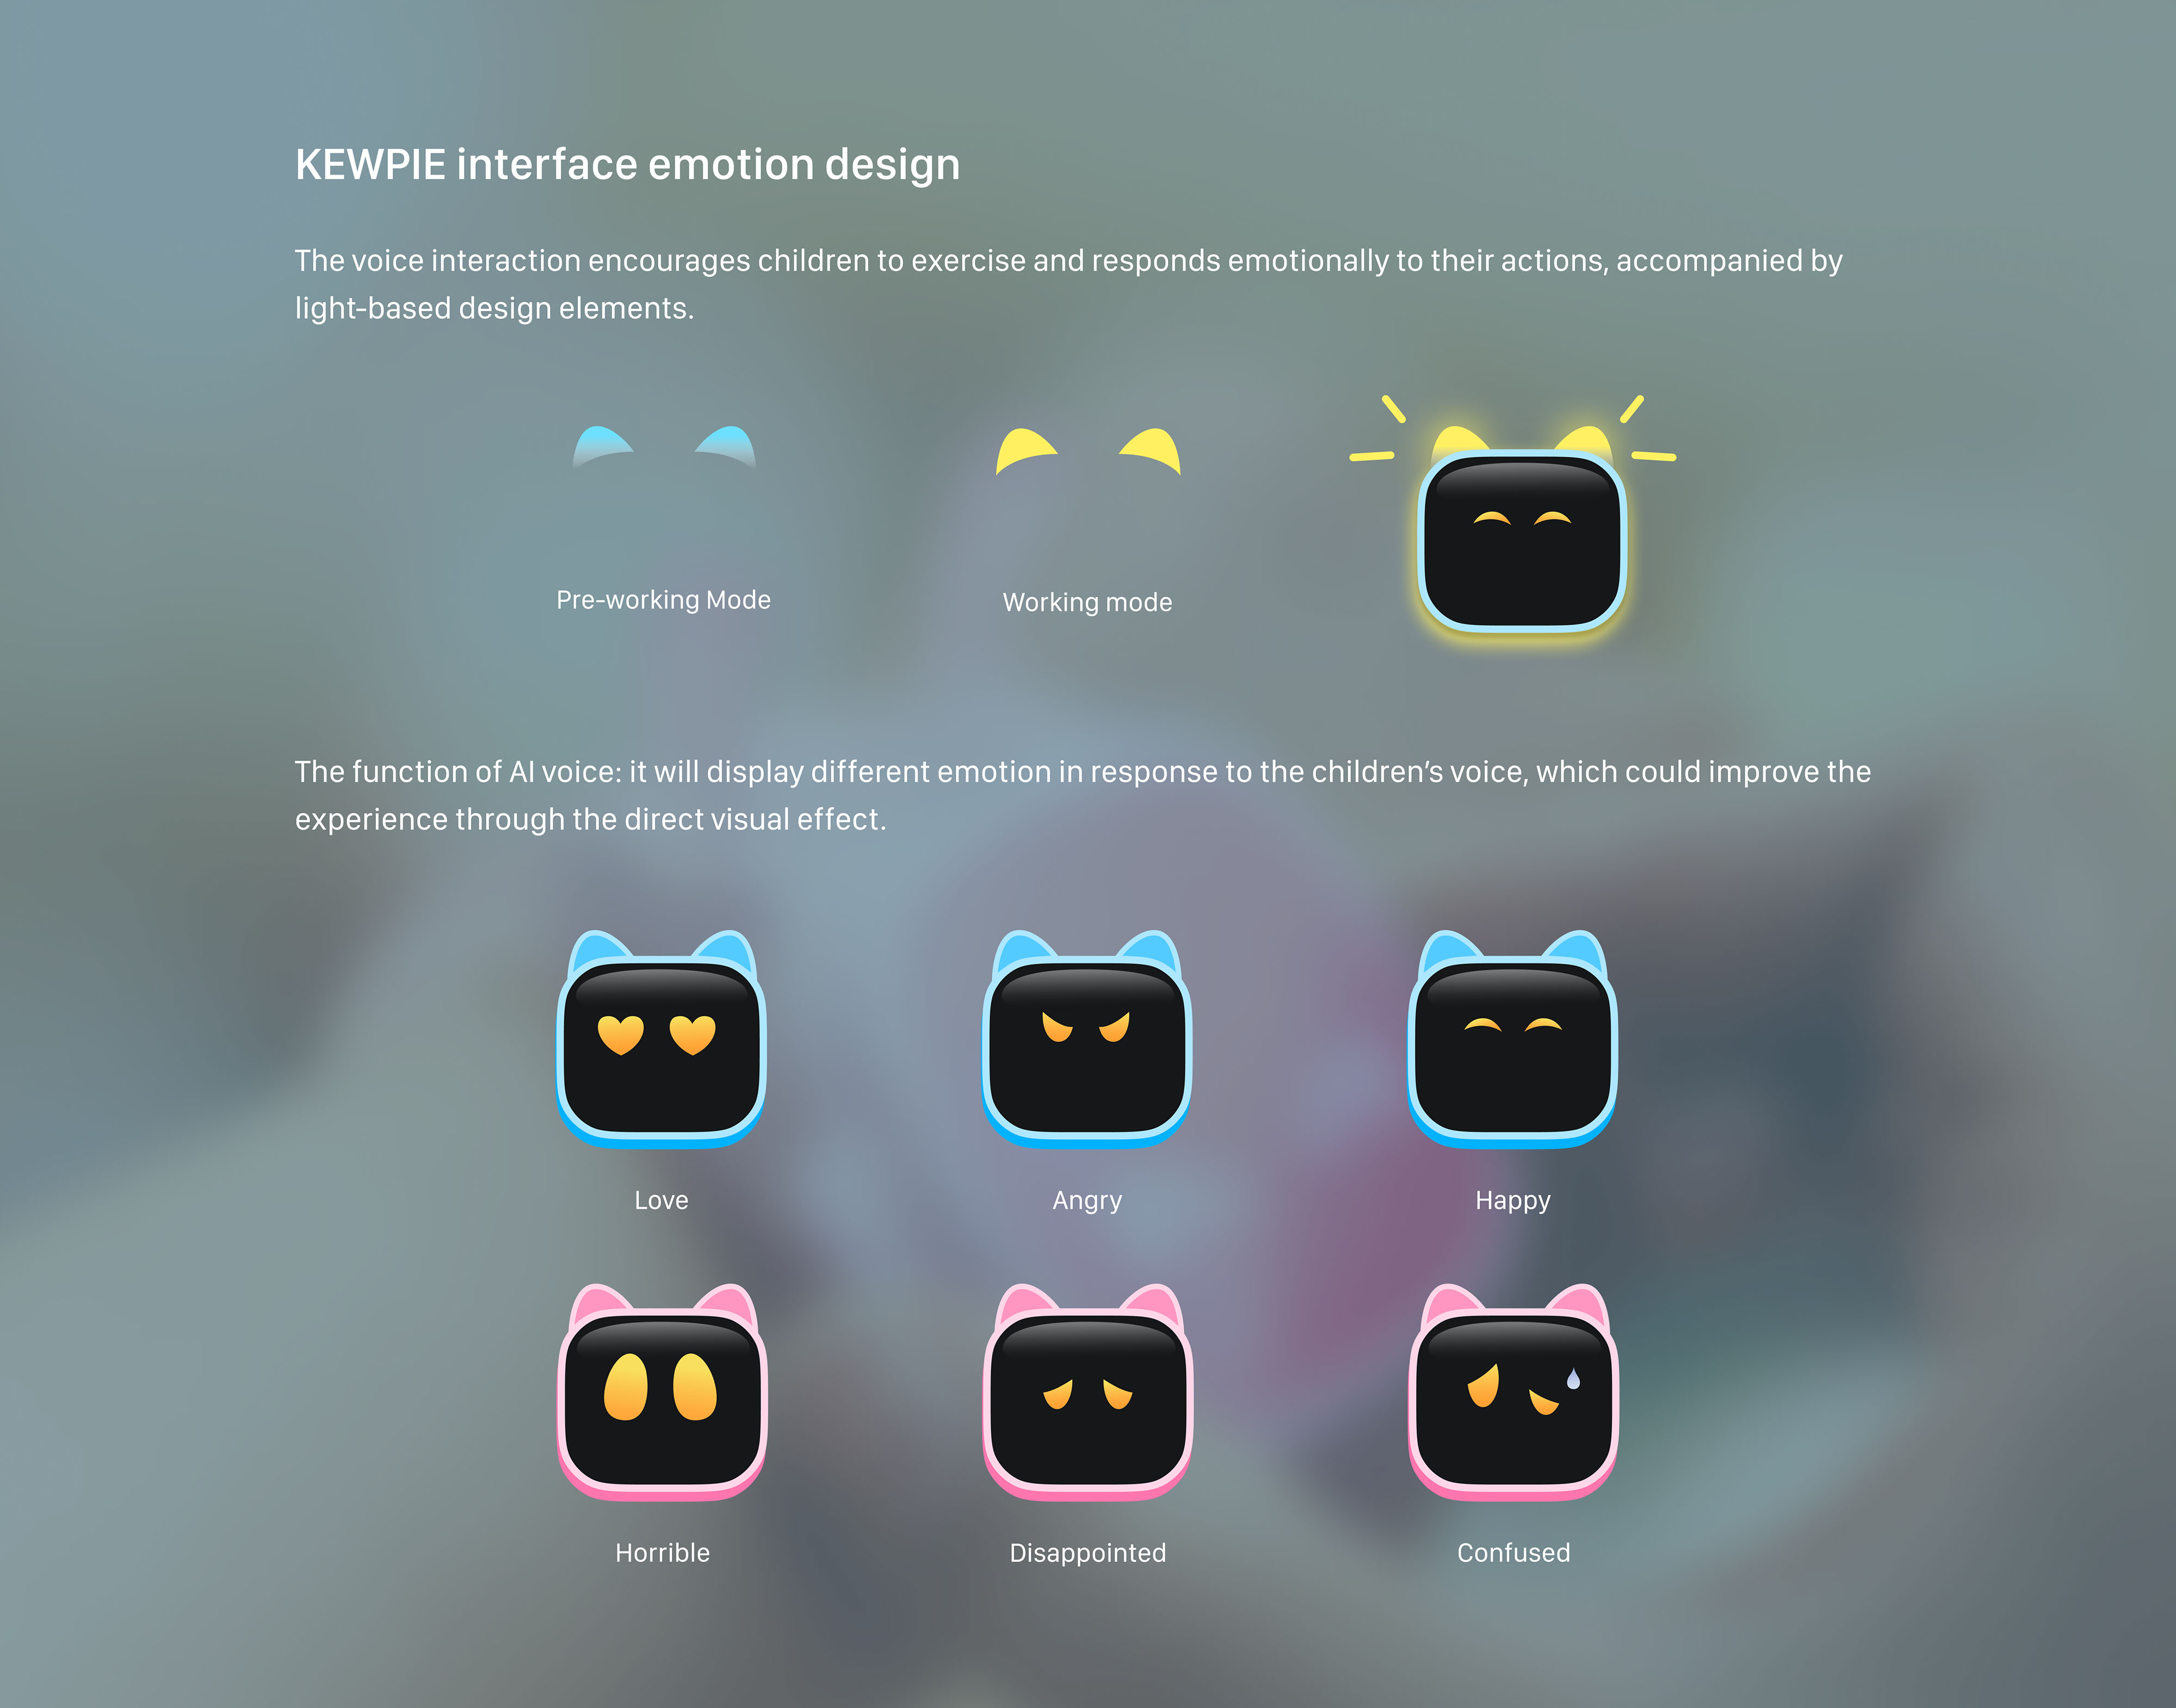 KEWPIE interface emotion design
The voice interaction encourages children to exercise and responds emotionally to their actions, accompanied by
light-based design elements.
Pre-working Mode
Working mode
The function of AI voice: it will display different emotion in response to the children’s voice, which could improve the
experience through the direct visual effect.
Love
Angry
Happy
Horrible
Disappointed
Confused